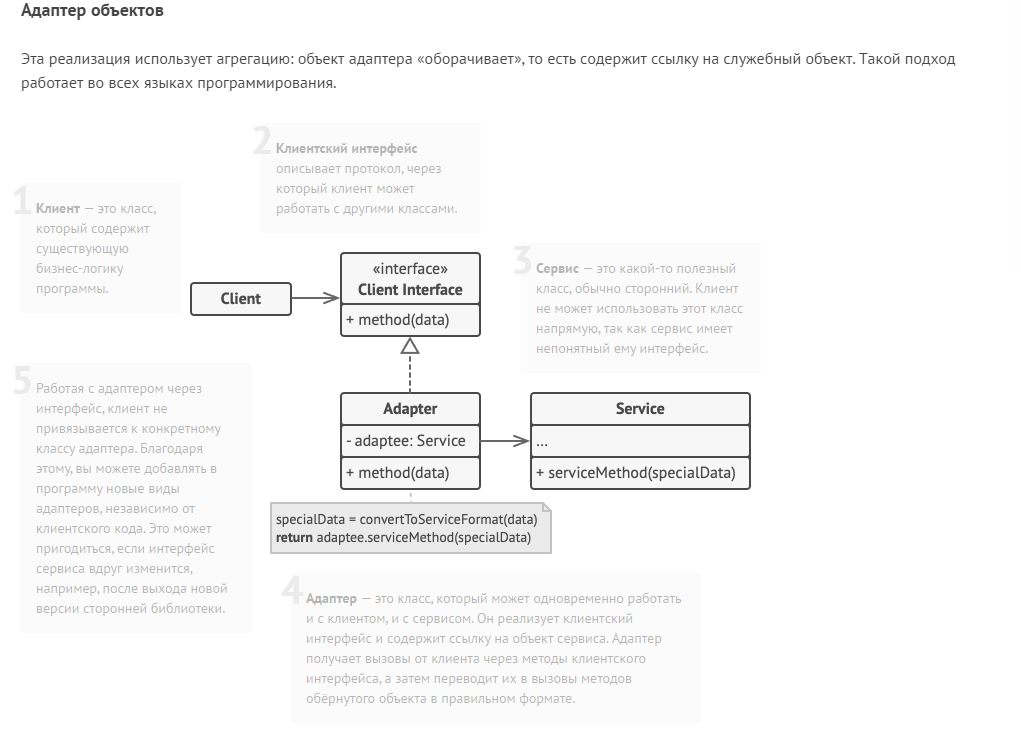 Адаптер объектов
Эта реализация использует агрегацию: объект адаптера «оборачивает», то есть содержит ссылку на служебный объект. Такой подход
работает во всех языках программирования.
2
Клиентский интерфейс
описывает протокол, через
который клиент может
работать с другими классами.
1
Клиент — это класс,
который содержит
существующую
бизнес-логику
программы.
3
Сервис — это какой-то полезный
класс, обычно сторонний. Клиент
не может использовать этот класс
напрямую, так как сервис имеет
непонятный ему интерфейс.
Client
«interface»
Client Interface
+ method(data)
5
Работая с адаптером через
интерфейс, клиент не
привязывается к конкретному
классу адаптера. Благодаря
этому, вы можете добавлять в
программу новые виды
адаптеров, независимо от
клиентского кода. Это может
пригодиться, если интерфейс
сервиса вдруг изменится,
например, после выхода новой
версии сторонней библиотеки.
Adapter
- adaptee: Service
+ method(data)
Service
...
+ serviceMethod(specialData)
specialData = convertToServiceFormat(data)
return adaptee.serviceMethod(specialData)
4
Адаптер — это класс, который может одновременно работать
и с клиентом, и с сервисом. Он реализует клиентский
интерфейс и содержит ссылку на объект сервиса. Адаптер
получает вызовы от клиента через методы клиентского
интерфейса, а затем переводит их в вызовы методов
обёрнутого объекта в правильном формате.